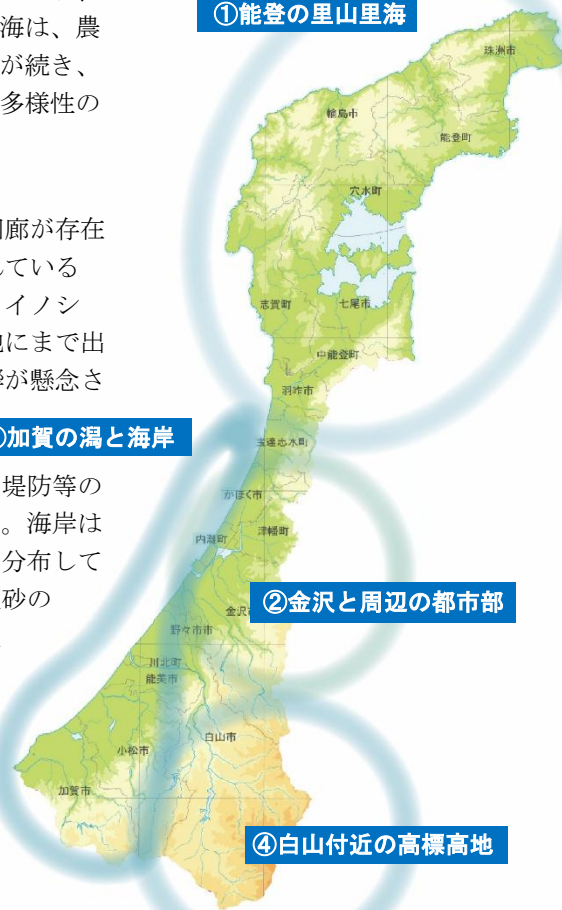 ①能登の里山里海
海は、農
が続き、
多様性の
珠洲市
輪島市
能登町
穴水町
回廊が存在
れている
イノシ
地にまで出
響が懸念さ
志賀町
七尾市
中能登町
羽咋市
加賀の潟と海岸
宝達志水町
堤防等の
。海岸は
分布して
砂の
かほく市
津幡町
内灘町
②金沢と周辺の都市部
金沢市
野々市市
川北町
能美市
白山市
小松市
加賀市
④白山付近の高標高地